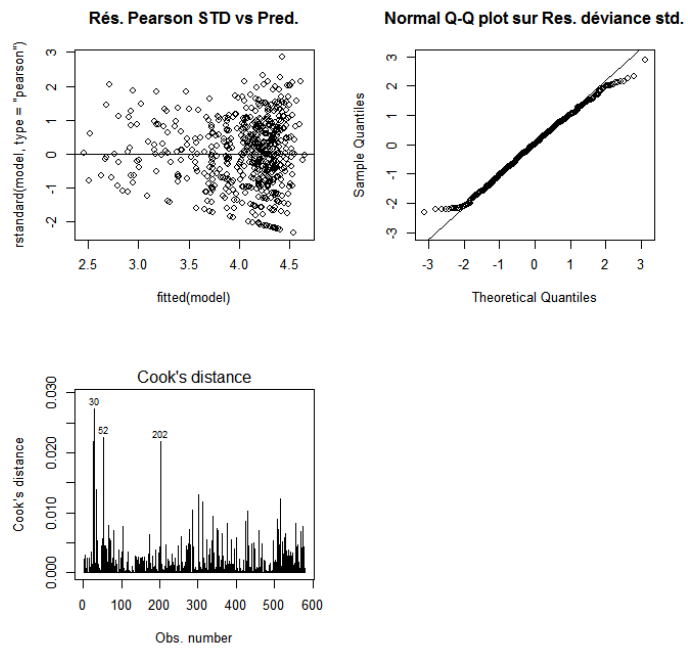 Rés. Pearson STD vs Pred.
rstandard(model, type = "pearson")
3
2
1
0
-1
-2
2.5 3.0 3.5 4.0 4.5
fitted(model)
Normal Q-Q plot sur Res. déviance std.
Sample Quantiles
3
2
1
0
-1
-2
-3
-3 -2 -1 0 1 2 3
Theoretical Quantiles
Cook's distance
Cook's distance
0.030
0.020
0.010
0.000
30
52
202
0 100 200 300 400 500 600
Obs. number